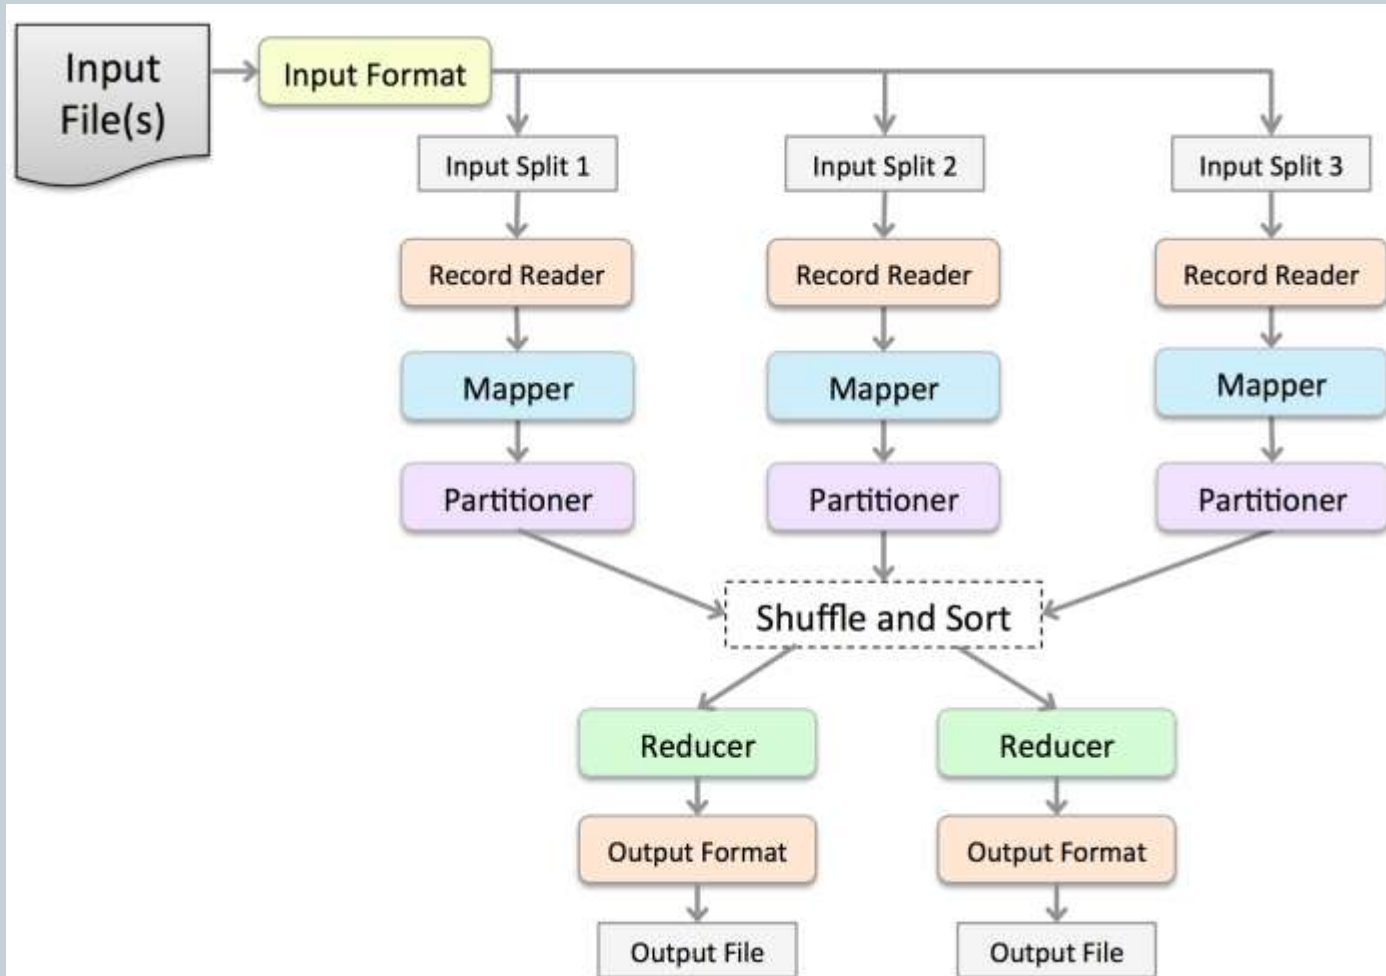 Input
File(s)
Input Format
Input Split 1
Input Split 2
Input Split 3
Record Reader
Record Reader
Record Reader
Mapper
Mapper
Mapper
Partitioner
Partitioner
Partitioner
Shuffle and Sort
Reducer
Reducer
Output Format
Output Format
Output File
Output File